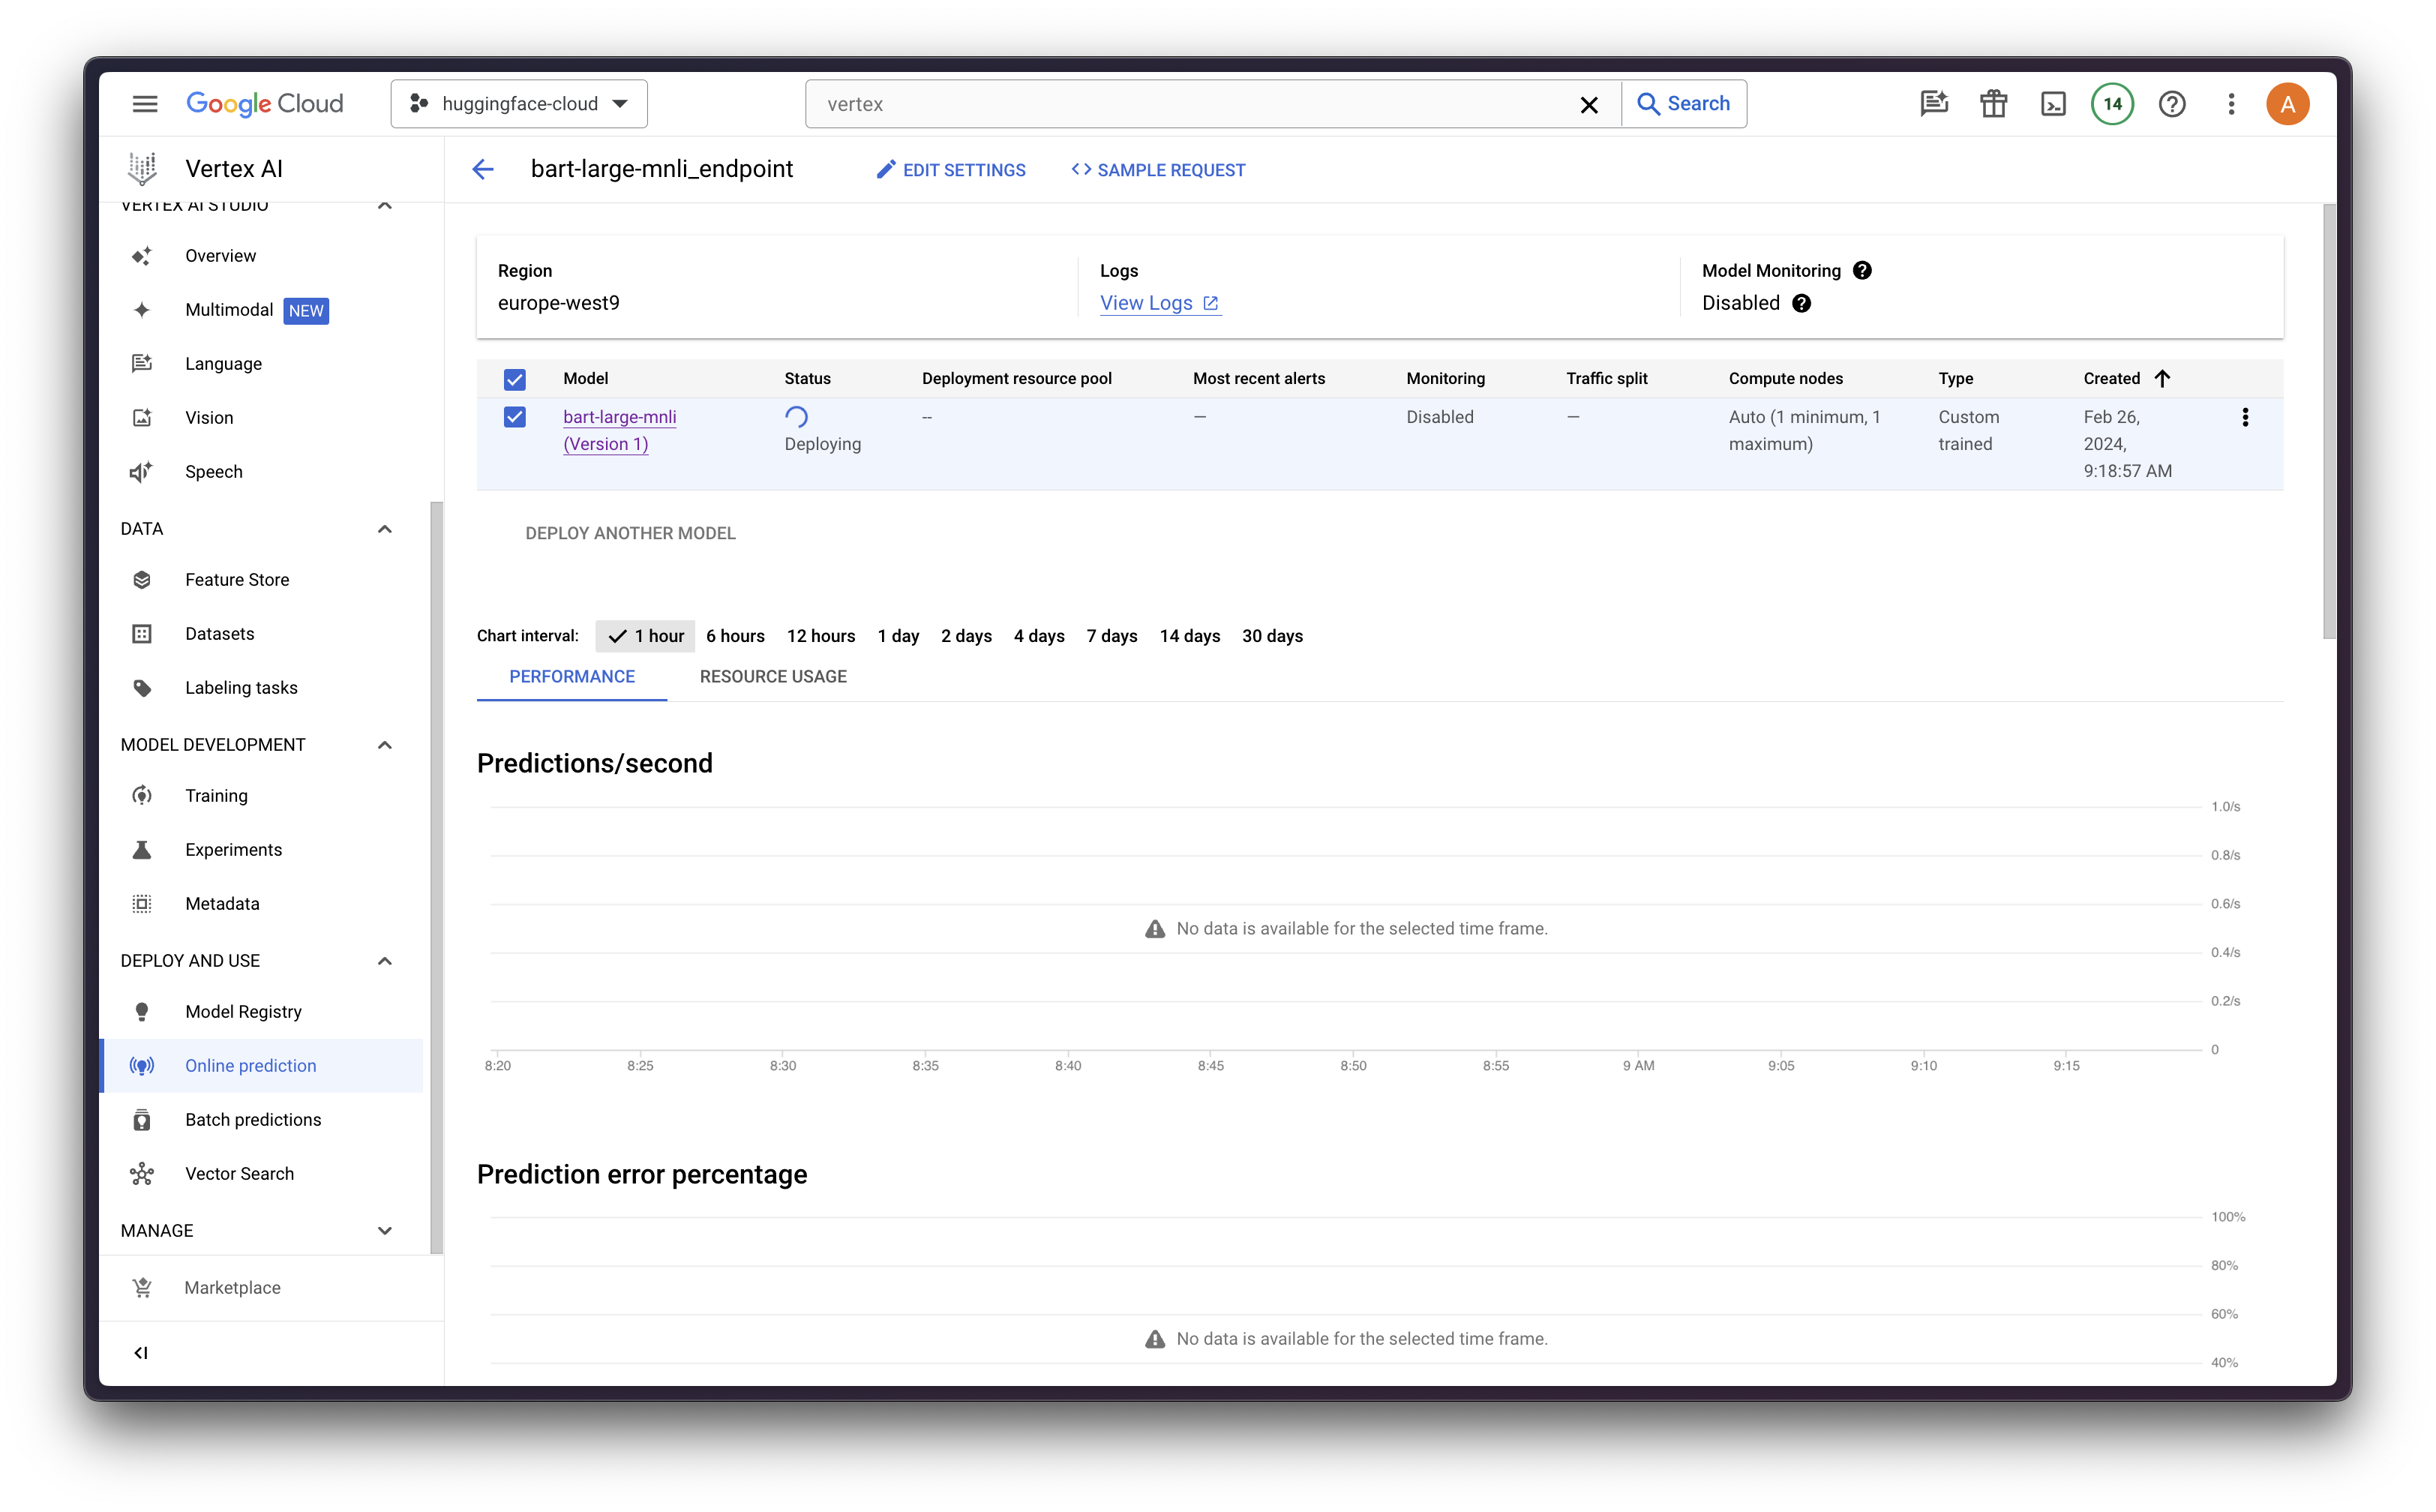 Google Cloud
huggingface-cloud
vertex
Search
14
A
Vertex AI
bart-large-mnli_endpoint
EDIT SETTINGS
SAMPLE REQUEST
VERTEX AI STUDIO
Overview
Multimodal NEW
Language
Vision
Speech
DATA
Feature Store
Datasets
Labeling tasks
MODEL DEVELOPMENT
Training
Experiments
Metadata
DEPLOY AND USE
Model Registry
Online prediction
Batch predictions
Vector Search
MANAGE
Marketplace
Region
europe-west9
Logs
View Logs
Model Monitoring
Disabled
Model Status Deployment resource pool Most recent alerts Monitoring Traffic split Compute nodes Type Created
bart-large-mnli -- — Disabled — Auto (1 minimum, 1 Custom Feb 26,
(Version 1) Deploying maximum) trained 2024,
9:18:57 AM
DEPLOY ANOTHER MODEL
Chart interval: 1 hour 6 hours 12 hours 1 day 2 days 4 days 7 days 14 days 30 days
PERFORMANCE RESOURCE USAGE
Predictions/second
1.0/s
0.8/s
0.6/s
No data is available for the selected time frame.
0.4/s
0.2/s
0
8:20 8:25 8:30 8:35 8:40 8:45 8:50 8:55 9 AM 9:05 9:10 9:15
Prediction error percentage
100%
80%
60%
No data is available for the selected time frame.
40%